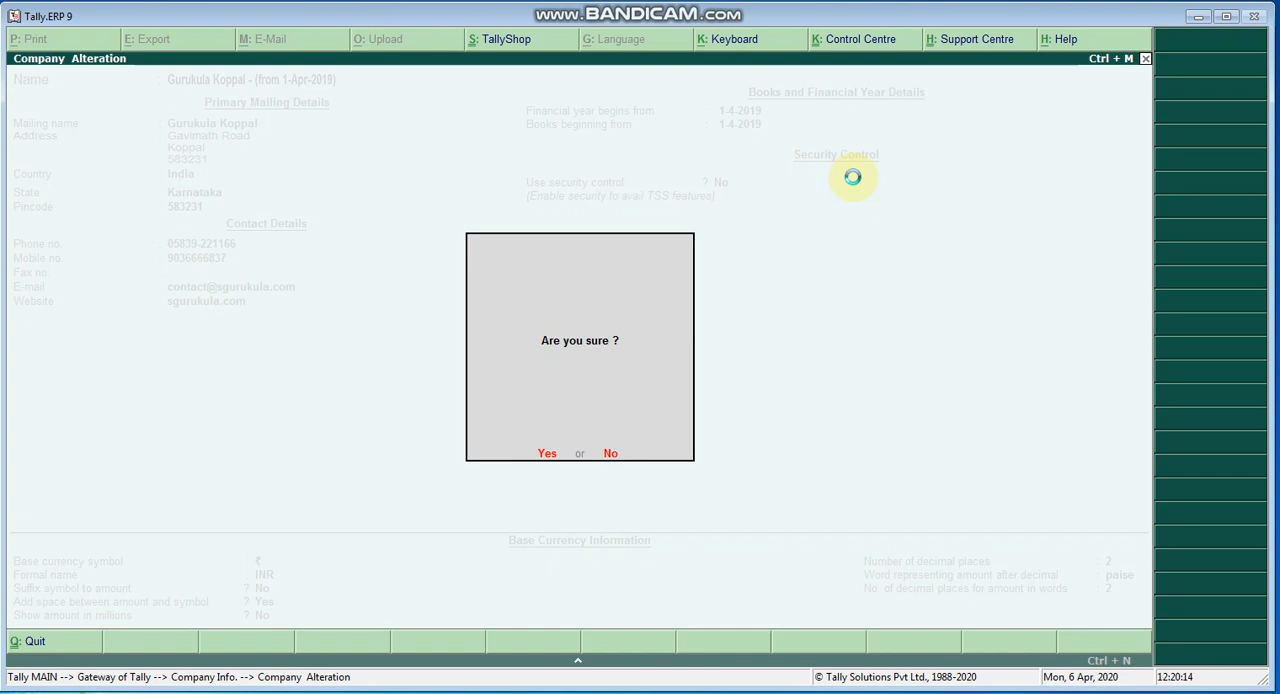 Tally.ERP 9
www.BANDICAM.com
P: Print E: Export M: E-Mail O: Upload S: TallyShop G: Language K: Keyboard K: Control Centre H: Support Centre H: Help
Company Alteration Ctrl + M
Name : Gurukula Koppal - (from 1-Apr-2019)
Primary Mailing Details
Mailing name : Gurukula Koppal
Address : Gavimath Road
Koppal
583231
Country : India
State : Karnataka
Pincode : 583231
Contact Details
Phone no. : 05839-221166
Mobile no. : 9036666837
Fax no. :
E-mail : contact@sgurukula.com
Website : sgurukula.com
Books and Financial Year Details
Financial year begins from : 1-4-2019
Books beginning from : 1-4-2019
Security Control
Use security control ? No
(Enable security to avail TSS features)
Are you sure ?
Yes or No
Base Currency Information
Base currency symbol : ₹
Formal name : INR
Suffix symbol to amount ? No
Add space between amount and symbol ? Yes
Show amount in millions ? No
Number of decimal places : 2
Word representing amount after decimal : paise
No. of decimal places for amount in words : 2
Q: Quit
Ctrl + N
Tally MAIN --> Gateway of Tally --> Company Info. --> Company Alteration © Tally Solutions Pvt Ltd., 1988-2020 Mon, 6 Apr, 2020 12:20:14